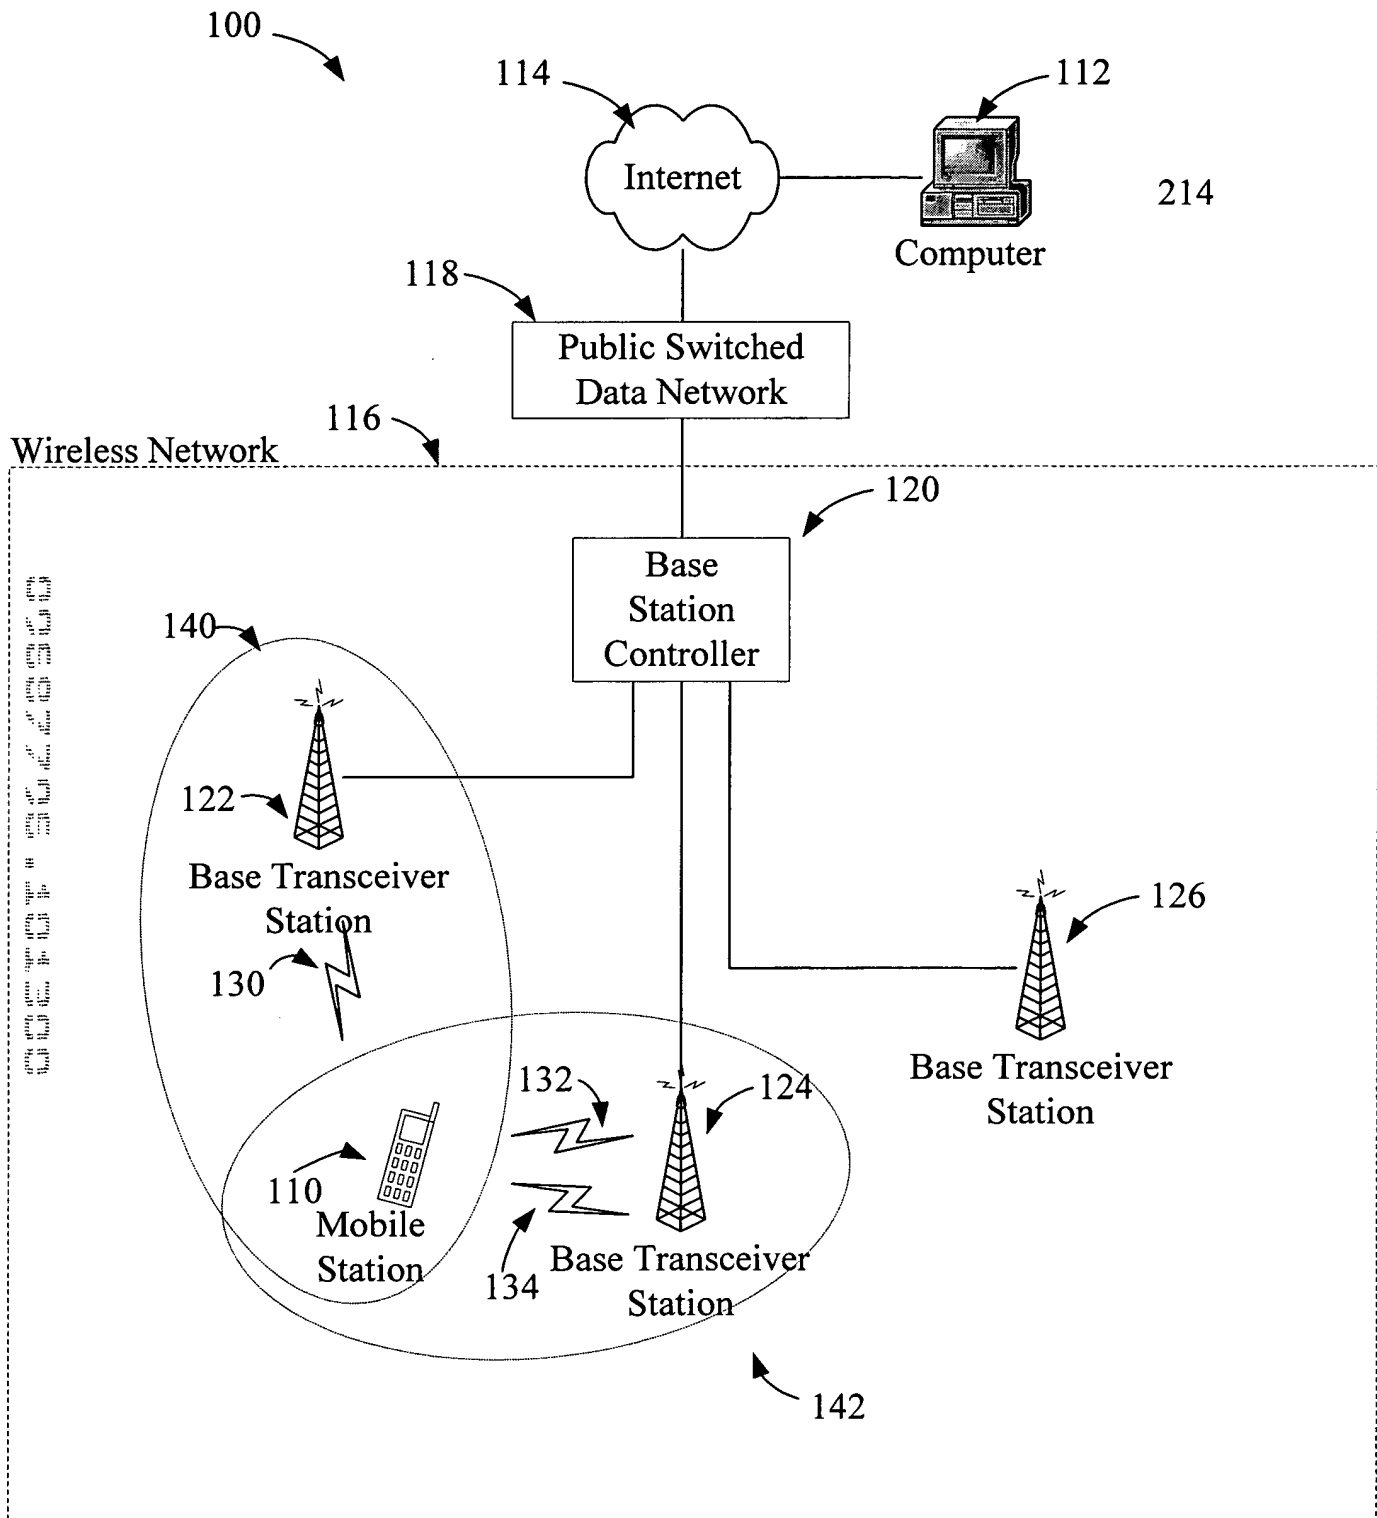 100
114
112
Internet
214
Computer
118
Public Switched
Data Network
116
Wireless Network
120
Base
Station
Controller
140
122
Base Transceiver
Station
126
130
Base Transceiver
Station
132
124
110
Mobile
Station
134
Base Transceiver
Station
142